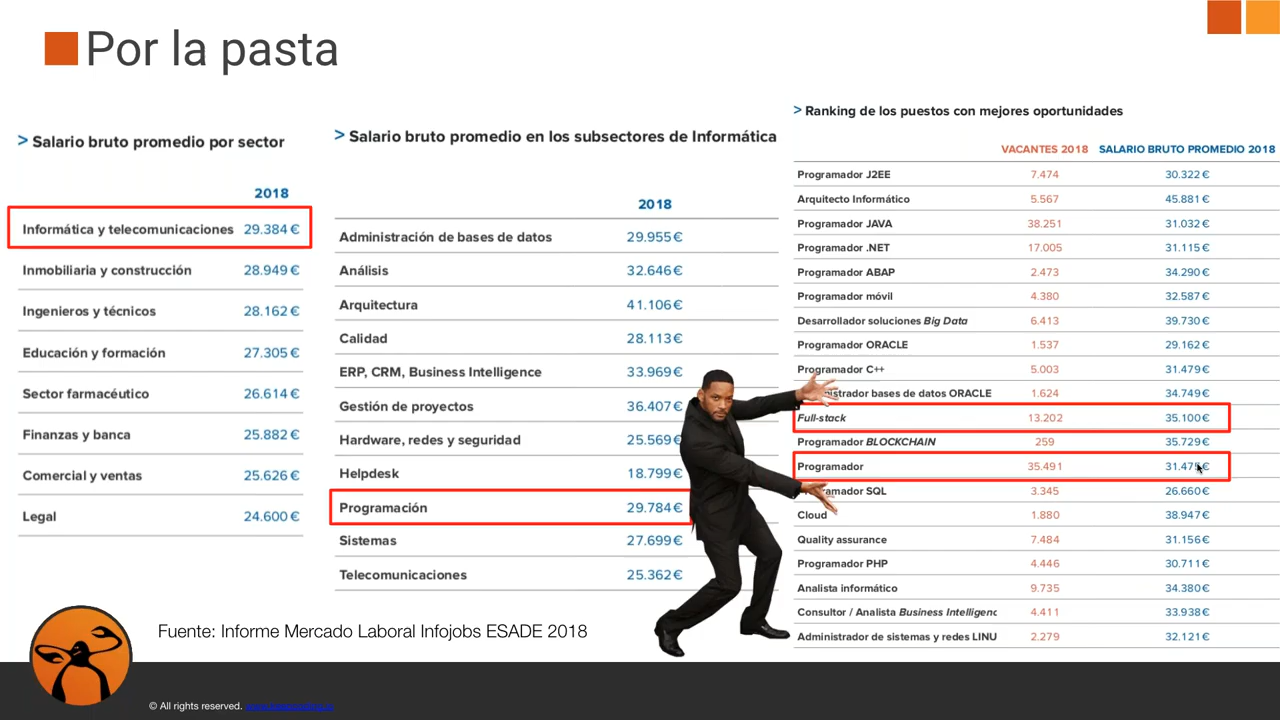 Por la pasta
> Salario bruto promedio por sector
2018
Informática y telecomunicaciones 29.384 €
Inmobiliaria y construcción 28.949 €
Ingenieros y técnicos 28.162 €
Educación y formación 27.305 €
Sector farmacéutico 26.614 €
Finanzas y banca 25.882 €
Comercial y ventas 25.626 €
Legal 24.600 €
> Salario bruto promedio en los subsectores de Informática
2018
Administración de bases de datos 29.955 €
Análisis 32.646 €
Arquitectura 41.106 €
Calidad 28.113 €
ERP, CRM, Business Intelligence 33.969 €
Gestión de proyectos 36.407 €
Hardware, redes y seguridad 25.569 €
Helpdesk 18.799 €
Programación 29.784 €
Sistemas 27.699 €
Telecomunicaciones 25.362 €
> Ranking de los puestos con mejores oportunidades
VACANTES 2018 SALARIO BRUTO PROMEDIO 2018
Programador J2EE 7.474 30.322 €
Arquitecto Informático 5.567 45.881 €
Programador JAVA 38.251 31.032 €
Programador .NET 17.005 31.115 €
Programador ABAP 2.473 34.290 €
Programador móvil 4.380 32.587 €
Desarrollador soluciones Big Data 6.413 39.730 €
Programador ORACLE 1.537 29.162 €
Programador C++ 5.003 31.479 €
nistrador bases de datos ORACLE 1.624 34.749 €
Full-stack 13.202 35.100 €
Programador BLOCKCHAIN 259 35.729 €
Programador 35.491 31.475 €
amador SQL 3.345 26.660 €
Cloud 1.880 38.947 €
Quality assurance 7.484 31.156 €
Programador PHP 4.446 30.711 €
Analista informático 9.735 34.380 €
Consultor / Analista Business Intelligenc 4.411 33.938 €
Administrador de sistemas y redes LINU 2.279 32.121 €
Fuente: Informe Mercado Laboral Infojobs ESADE 2018
© All rights reserved.